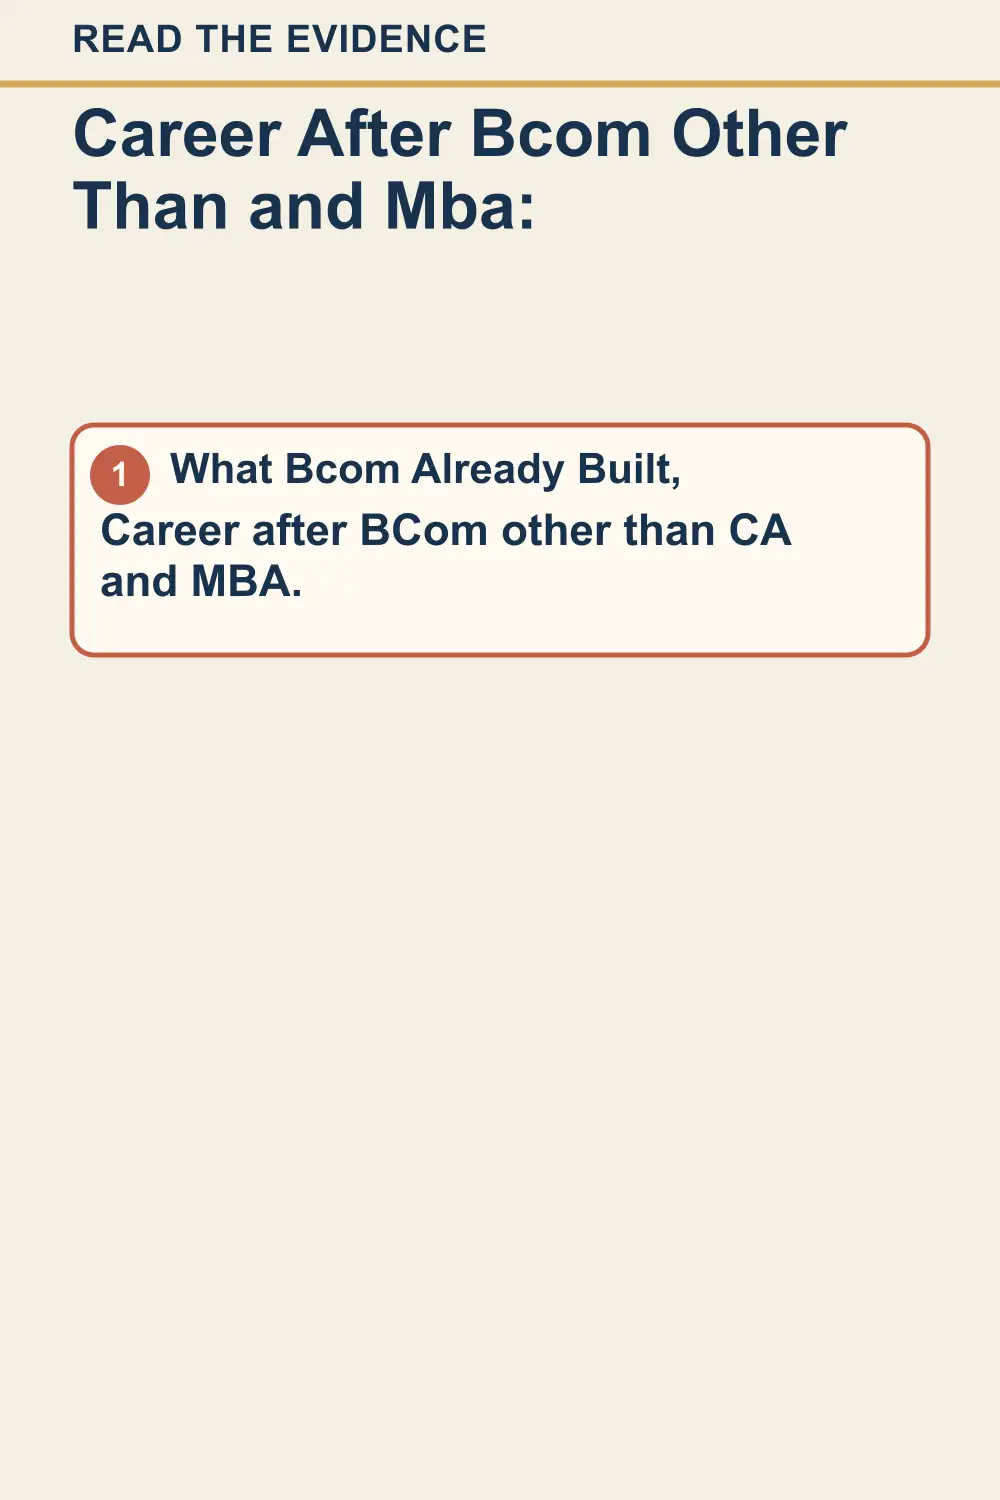 READ THE EVIDENCE
Career After Bcom Other
Than and Mba:
1 What Bcom Already Built,
Career after BCom other than CA
and MBA.